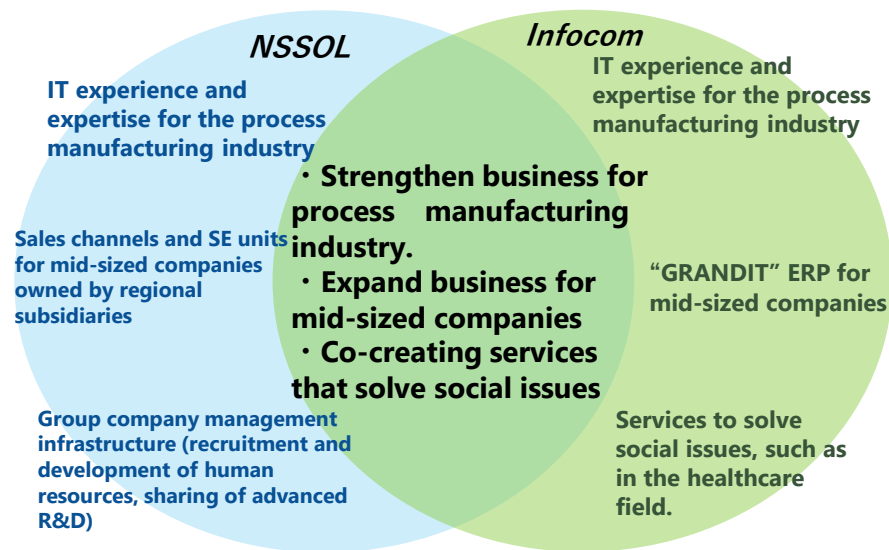 NSSOL
IT experience and
expertise for the process
manufacturing industry
Sales channels and SE units
for mid-sized companies
owned by regional
subsidiaries
Group company management
infrastructure (recruitment and
development of human
resources, sharing of advanced
R&D)
・Strengthen business for
process manufacturing
industry.
・Expand business for
mid-sized companies
・Co-creating services
that solve social issues
Infocom
IT experience and
expertise for the process
manufacturing industry
“GRANDIT” ERP for
mid-sized companies
Services to solve
social issues, such as
in the healthcare
field.